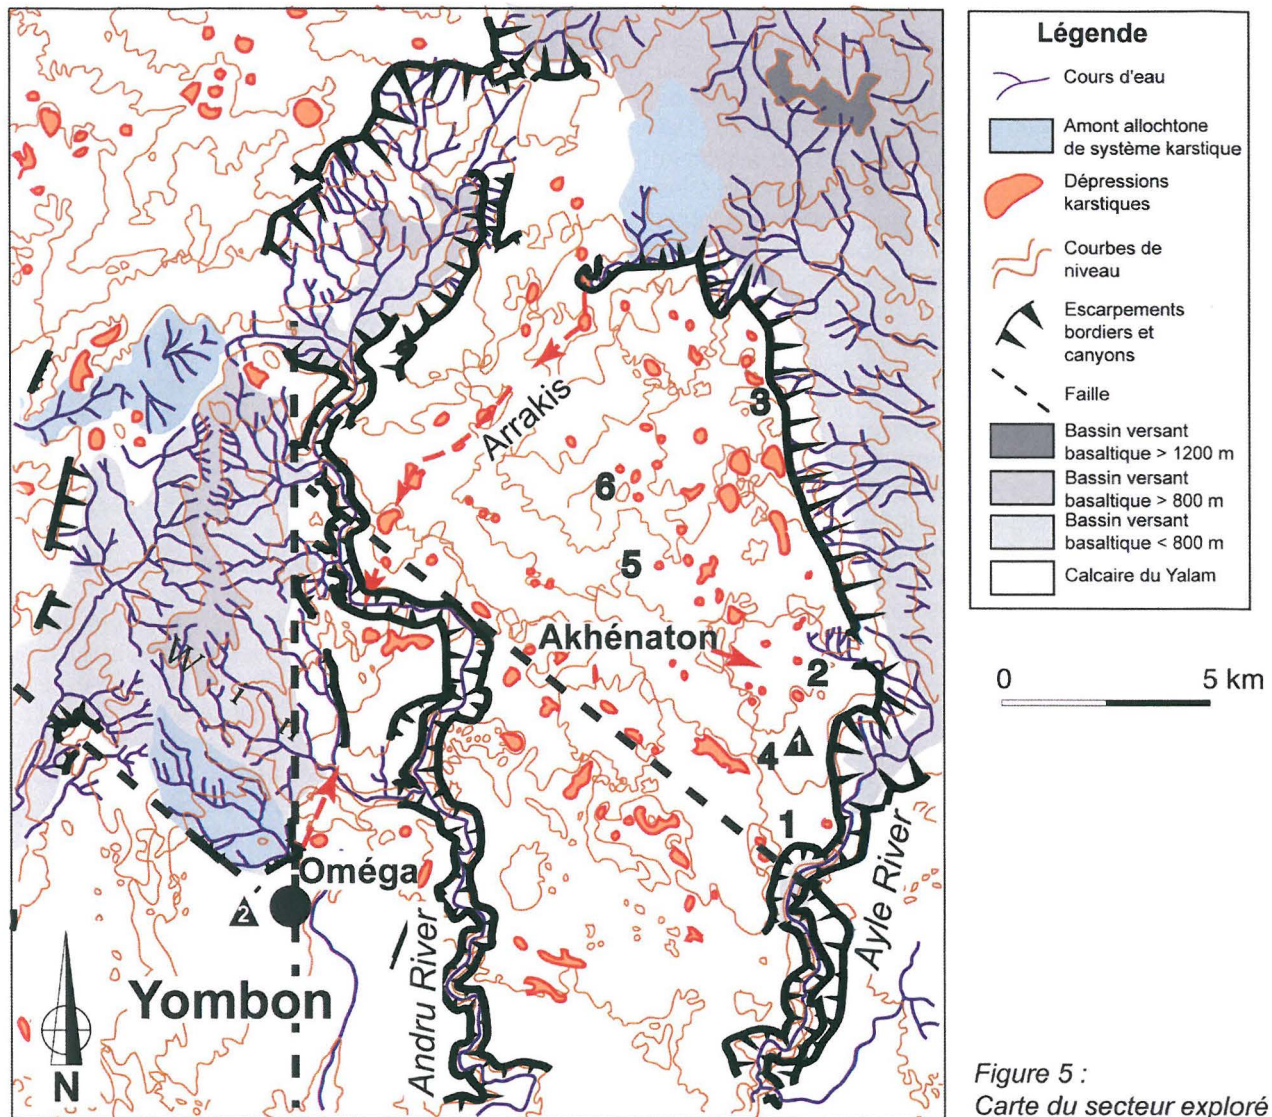 Légende
Cours d'eau
Amont allochtone
de système karstique
Dépressions
karstiques
Courbes de
niveau
Escarpements
bordiers et
canyons
Faille
Bassin versant
basaltique > 1200 m
Bassin versant
basaltique > 800 m
Bassin versant
basaltique < 800 m
Calcaire du Yalam
0 5 km
Arrakis
3
6
5
Akhénaton
2
4
1
1
W
Oméga
2
Yombon
Andru River
Ayle River
N
Figure 5 :
Carte du secteur exploré